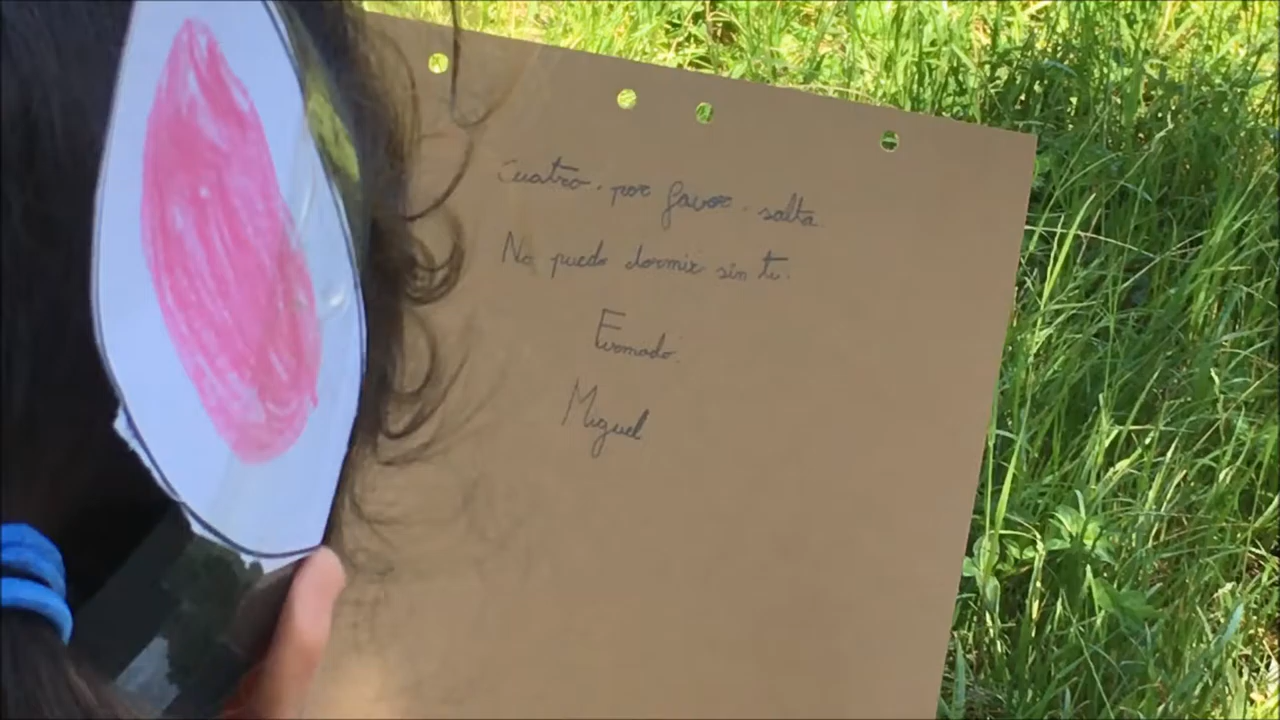 Cuatro. por favor. salta.
No puedo dormir sin ti.
Firmado:
Miguel